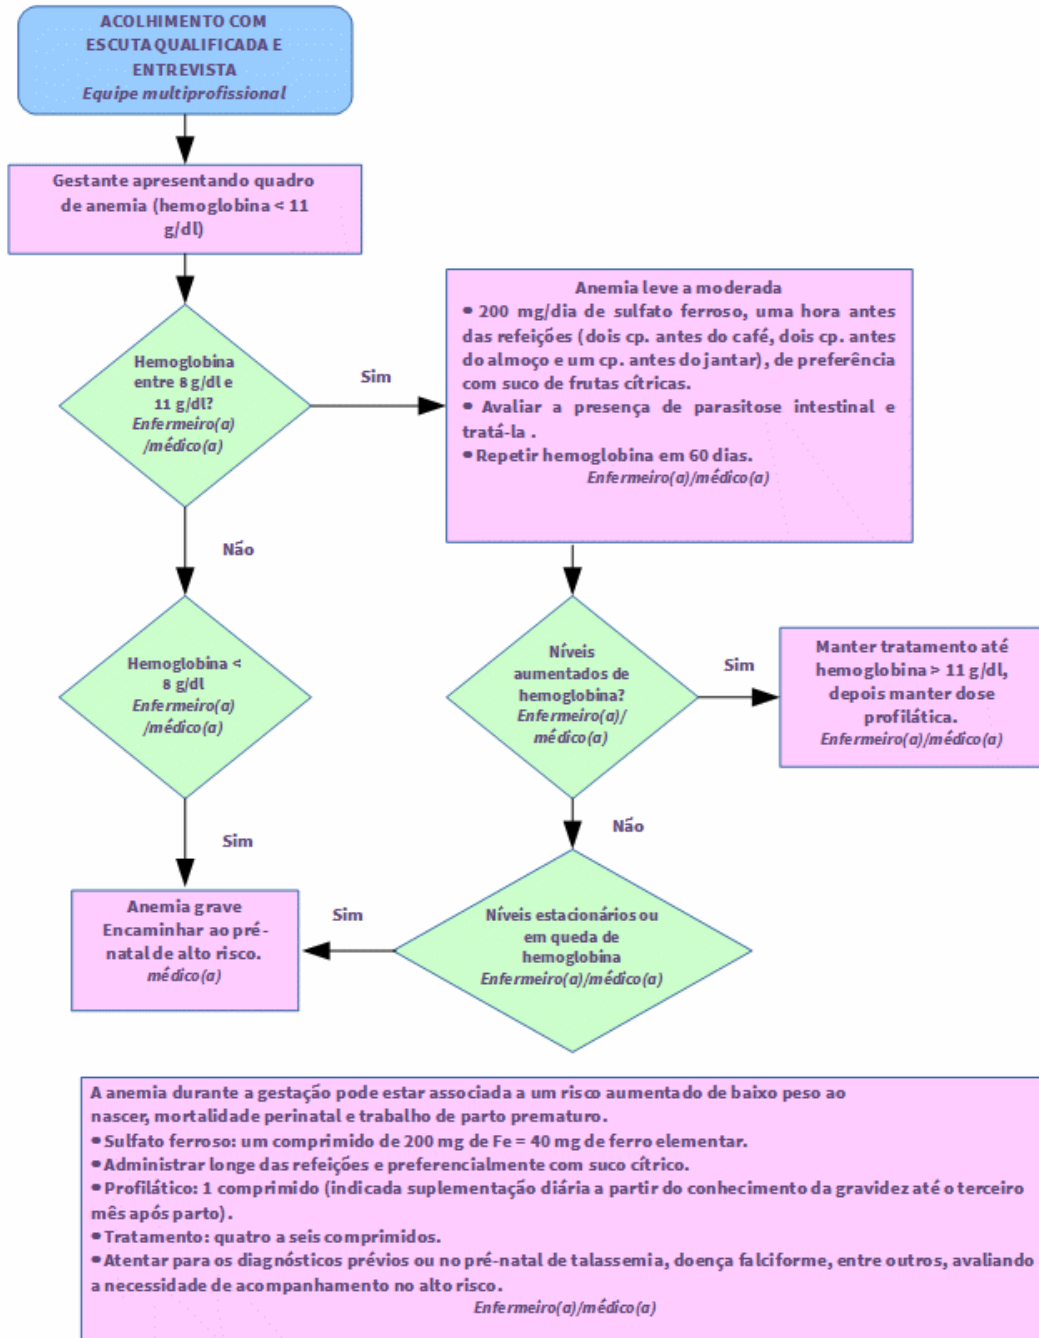 ACOLHIMENTO COM
ESCUTA QUALIFICADA E
ENTREVISTA
Equipe multiprofissional
Gestante apresentando quadro
de anemia (hemoglobina < 11
g/dl)
Hemoglobina
entre 8 g/dl e
11 g/dl?
Enfermeiro(a)
/médico(a)
Sim
Anemia leve a moderada
• 200 mg/dia de sulfato ferroso, uma hora antes
das refeições (dois cp. antes do café, dois cp. antes
do almoço e um cp. antes do jantar), de preferência
com suco de frutas cítricas.
• Avaliar a presença de parasitose intestinal e
tratá-la .
• Repetir hemoglobina em 60 dias.
Enfermeiro(a)/médico(a)
Não
Hemoglobina <
8 g/dl
Enfermeiro(a)
/médico(a)
Níveis
aumentados de
hemoglobina?
Enfermeiro(a)/
médico(a)
Sim
Manter tratamento até
hemoglobina > 11 g/dl,
depois manter dose
profilática.
Enfermeiro(a)/médico(a)
Sim
Não
Anemia grave
Encaminhar ao pré-
natal de alto risco.
médico(a)
Sim
Níveis estacionários ou
em queda de
hemoglobina
Enfermeiro(a)/médico(a)
A anemia durante a gestação pode estar associada a um risco aumentado de baixo peso ao
nascer, mortalidade perinatal e trabalho de parto prematuro.
• Sulfato ferroso: um comprimido de 200 mg de Fe = 40 mg de ferro elementar.
• Administrar longe das refeições e preferencialmente com suco cítrico.
• Profilático: 1 comprimido (indicada suplementação diária a partir do conhecimento da gravidez até o terceiro
mês após parto).
• Tratamento: quatro a seis comprimidos.
• Atentar para os diagnósticos prévios ou no pré-natal de talassemia, doença falciforme, entre outros, avaliando
a necessidade de acompanhamento no alto risco.
Enfermeiro(a)/médico(a)